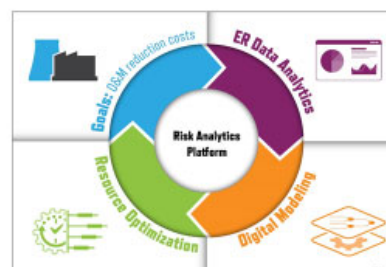 Goals: O&M reduction costs
ER Data Analytics
Risk Analytics
Platform
Resource Optimization
Digital Modeling